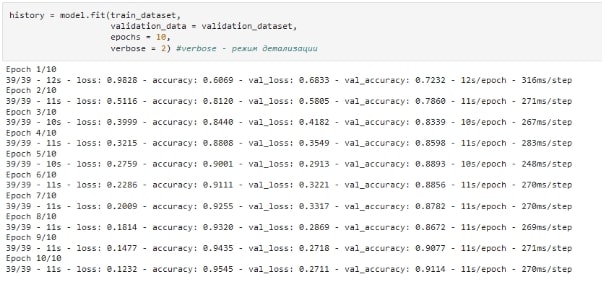 history = model.fit(train_dataset,
validation_data = validation_dataset,
epochs = 10,
verbose = 2) #verbose - режим детализации
Epoch 1/10
39/39 - 12s - loss: 0.9828 - accuracy: 0.6069 - val_loss: 0.6833 - val_accuracy: 0.7232 - 12s/epoch - 316ms/step
Epoch 2/10
39/39 - 11s - loss: 0.5116 - accuracy: 0.8120 - val_loss: 0.5805 - val_accuracy: 0.7860 - 11s/epoch - 271ms/step
Epoch 3/10
39/39 - 10s - loss: 0.3999 - accuracy: 0.8440 - val_loss: 0.4182 - val_accuracy: 0.8339 - 10s/epoch - 267ms/step
Epoch 4/10
39/39 - 11s - loss: 0.3215 - accuracy: 0.8808 - val_loss: 0.3549 - val_accuracy: 0.8598 - 11s/epoch - 283ms/step
Epoch 5/10
39/39 - 10s - loss: 0.2759 - accuracy: 0.9001 - val_loss: 0.2913 - val_accuracy: 0.8893 - 10s/epoch - 248ms/step
Epoch 6/10
39/39 - 11s - loss: 0.2286 - accuracy: 0.9111 - val_loss: 0.3221 - val_accuracy: 0.8856 - 11s/epoch - 270ms/step
Epoch 7/10
39/39 - 11s - loss: 0.2009 - accuracy: 0.9255 - val_loss: 0.3317 - val_accuracy: 0.8782 - 11s/epoch - 270ms/step
Epoch 8/10
39/39 - 11s - loss: 0.1814 - accuracy: 0.9320 - val_loss: 0.2869 - val_accuracy: 0.8672 - 11s/epoch - 269ms/step
Epoch 9/10
39/39 - 11s - loss: 0.1477 - accuracy: 0.9435 - val_loss: 0.2718 - val_accuracy: 0.9077 - 11s/epoch - 271ms/step
Epoch 10/10
39/39 - 11s - loss: 0.1232 - accuracy: 0.9545 - val_loss: 0.2711 - val_accuracy: 0.9114 - 11s/epoch - 270ms/step